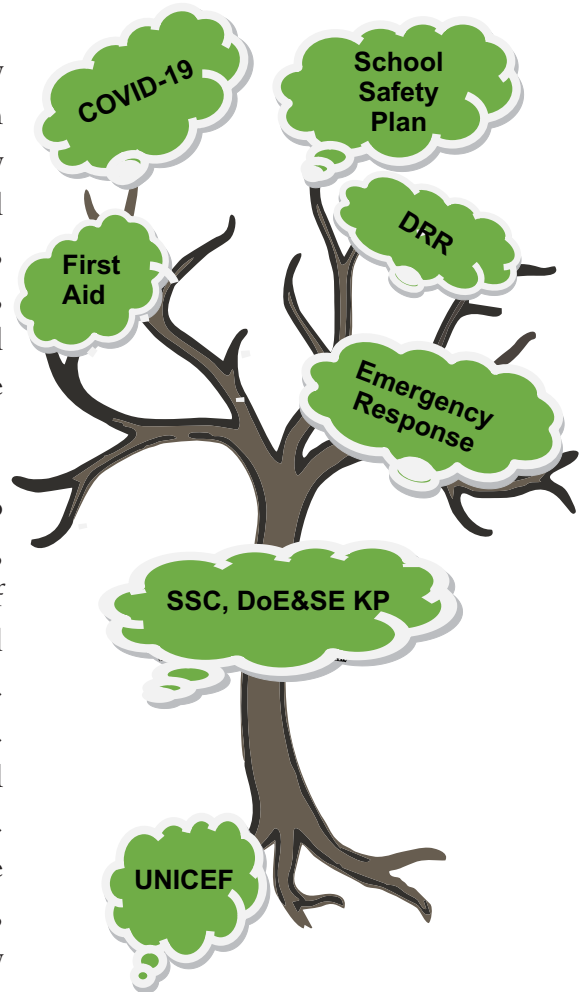 COVID-19
School
Safety
Plan
DRR
First
Aid
Emergency
Response
SSC, DoE&SE KP
UNICEF